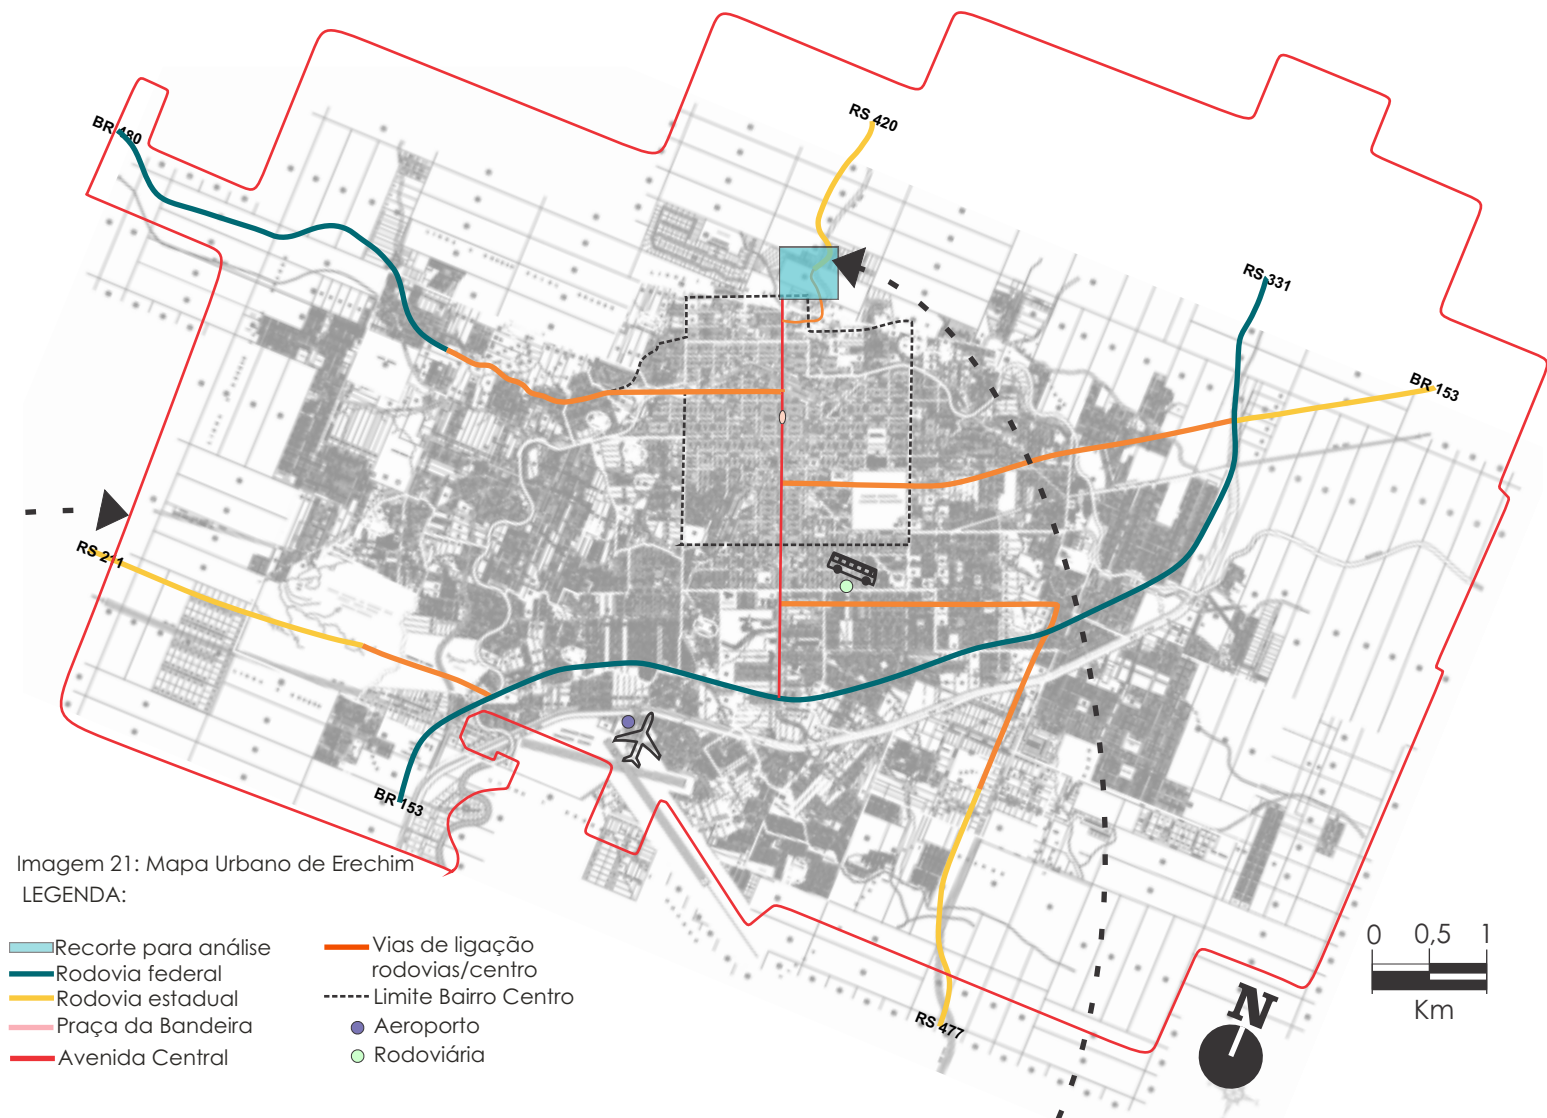 BR 480
RS 420
RS 331
BR 153
RS 211
BR 153
RS 477
Imagem 21: Mapa Urbano de Erechim
LEGENDA:
Recorte para análise
Rodovia federal
Rodovia estadual
Praça da Bandeira
Avenida Central
Vias de ligação
rodovias/centro
Limite Bairro Centro
Aeroporto
Rodoviária
0 0,5 1
Km
N